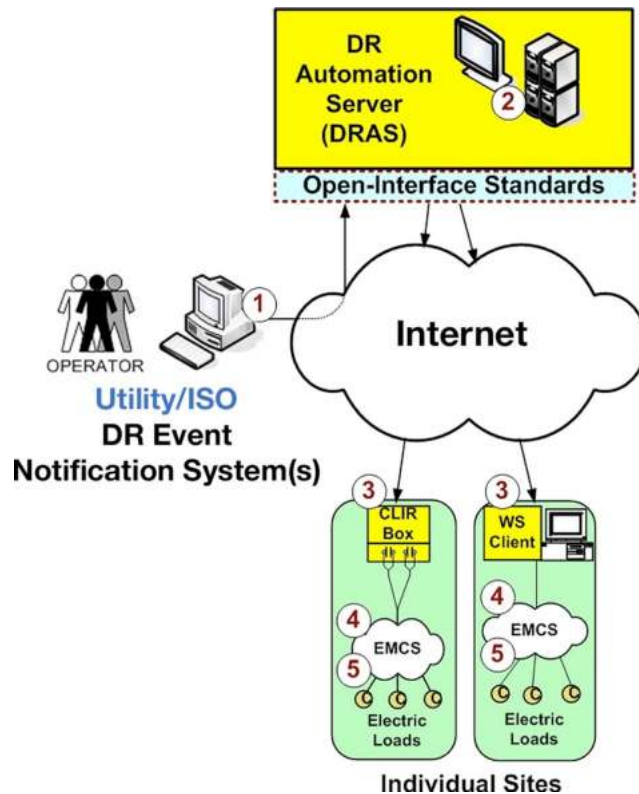 DR
Automation
Server
(DRAS)
2
Open-Interface Standards
1
Internet
OPERATOR
Utility/ISO
DR Event
Notification System(s)
3
CLIR
Box
4
EMCS
5
Electric
Loads
3
WS
Client
4
EMCS
5
Electric
Loads
Individual Sites